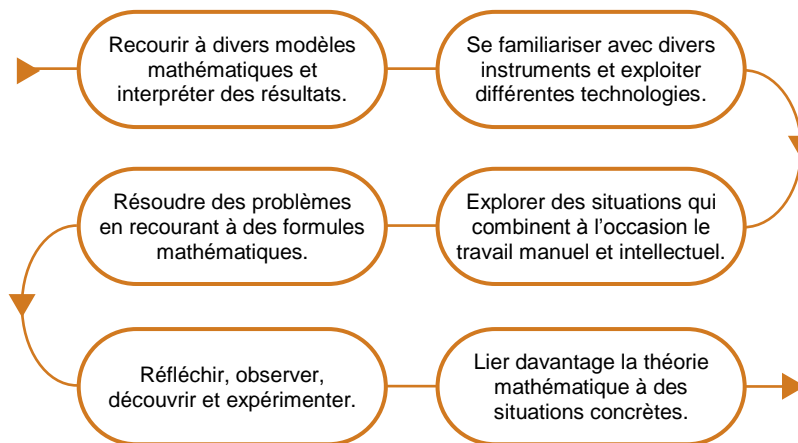 Recourir à divers modèles
mathématiques et
interpréter des résultats.
Se familiariser avec divers
instruments et exploiter
différentes technologies.
Explorer des situations qui
combinent à l’occasion le
travail manuel et intellectuel.
Résoudre des problèmes
en recourant à des formules
mathématiques.
Réfléchir, observer,
découvrir et expérimenter.
Lier davantage la théorie
mathématique à des
situations concrètes.